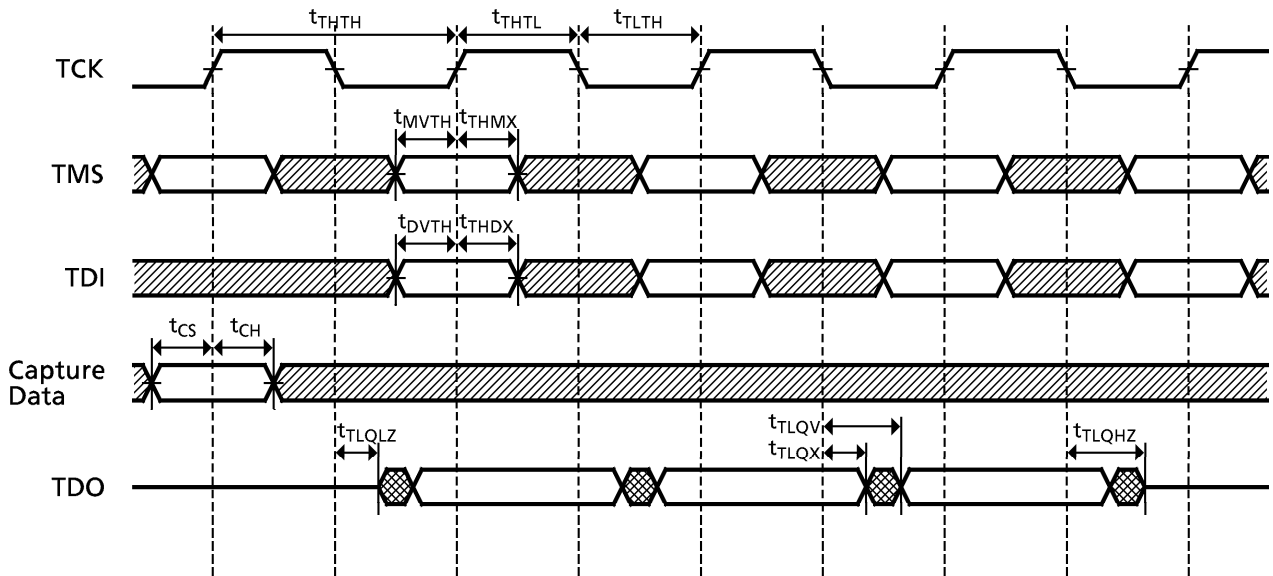 tTHTH tTHTL tTLTH
TCK
tMVTH tTHMX
TMS
tDVTH tTHDX
TDI
tCS tCH
Capture
Data
tTLQLZ tTLQV tTLQHZ
tTLQX
TDO